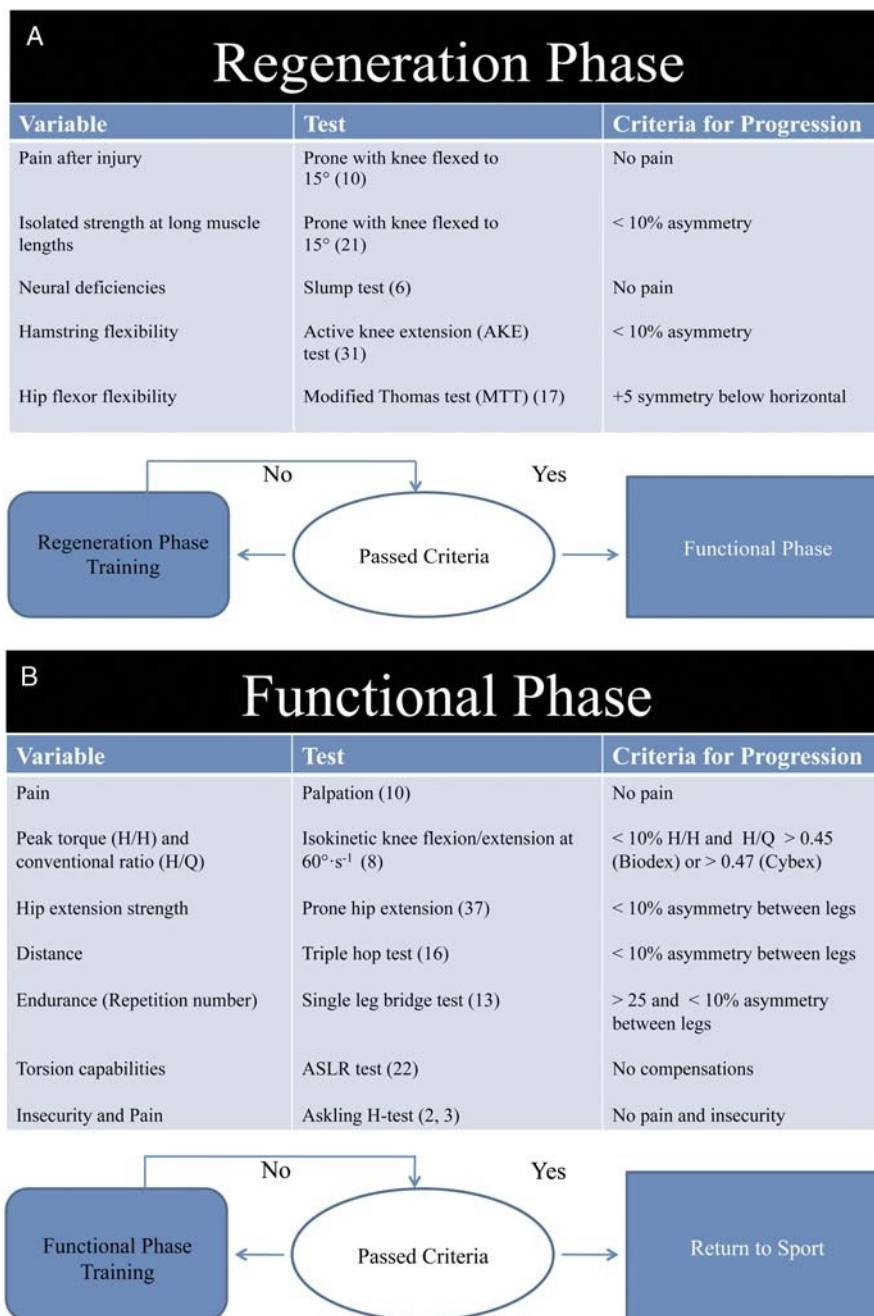 A
Regeneration Phase
Variable Test Criteria for Progression
Pain after injury Prone with knee flexed to No pain
15° (10)
Isolated strength at long muscle Prone with knee flexed to < 10% asymmetry
lengths 15° (21)
Neural deficiencies Slump test (6) No pain
Hamstring flexibility Active knee extension (AKE) < 10% asymmetry
test (31)
Hip flexor flexibility Modified Thomas test (MTT) (17) +5 symmetry below horizontal
No Yes
Regeneration Phase
Training
Passed Criteria
Functional Phase
B
Functional Phase
Variable Test Criteria for Progression
Pain Palpation (10) No pain
Peak torque (H/H) and Isokinetic knee flexion/extension at < 10% H/H and H/Q > 0.45
conventional ratio (H/Q) 60°·s⁻¹ (8) (Biodex) or > 0.47 (Cybex)
Hip extension strength Prone hip extension (37) < 10% asymmetry between legs
Distance Triple hop test (16) < 10% asymmetry between legs
Endurance (Repetition number) Single leg bridge test (13) > 25 and < 10% asymmetry
between legs
Torsion capabilities ASLR test (22) No compensations
Insecurity and Pain Askling H-test (2, 3) No pain and insecurity
No Yes
Functional Phase
Training
Passed Criteria
Return to Sport